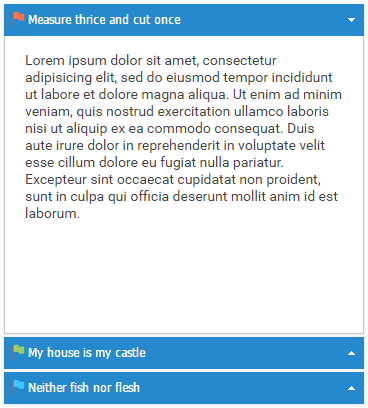 Measure thrice and cut once
Lorem ipsum dolor sit amet, consectetur
adipisicing elit, sed do eiusmod tempor incididunt
ut labore et dolore magna aliqua. Ut enim ad minim
veniam, quis nostrud exercitation ullamco laboris
nisi ut aliquip ex ea commodo consequat. Duis
aute irure dolor in reprehenderit in voluptate velit
esse cillum dolore eu fugiat nulla pariatur.
Excepteur sint occaecat cupidatat non proident,
sunt in culpa qui officia deserunt mollit anim id est
laborum.
My house is my castle
Neither fish nor flesh